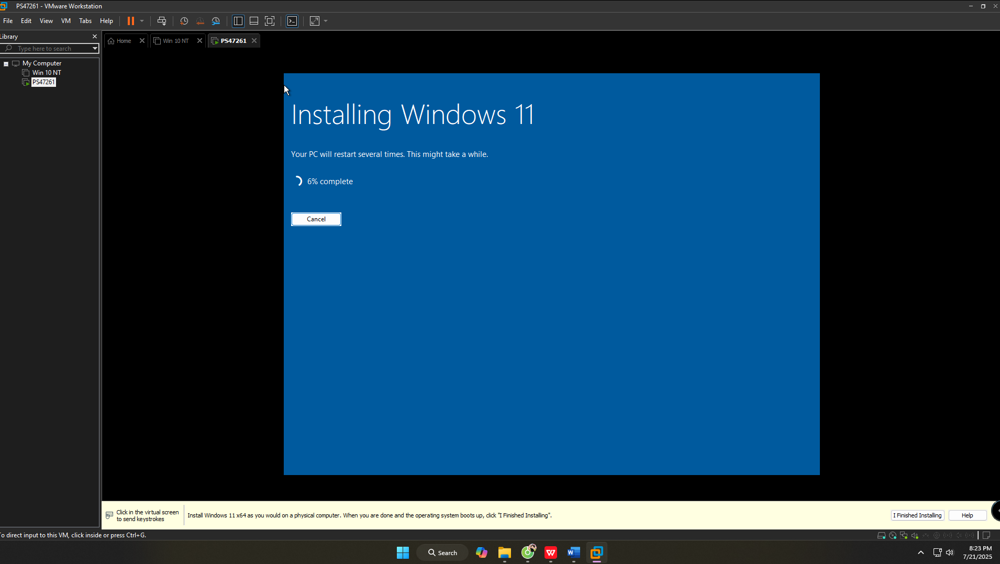 PS47261 - VMware Workstation
File Edit View VM Tabs Help
Library
Type here to search
My Computer
Win 10 NT
PS47261
Home
Win 10 NT
PS47261
Installing Windows 11
Your PC will restart several times. This might take a while.
6% complete
Cancel
Click in the virtual screen
to send keystrokes
Install Windows 11 x64 as you would on a physical computer. When you are done and the operating system boots up, click "I Finished Installing".
I Finished Installing
Help
To direct input to this VM, click inside or press Ctrl+G.
Search
8:23 PM
7/21/2025